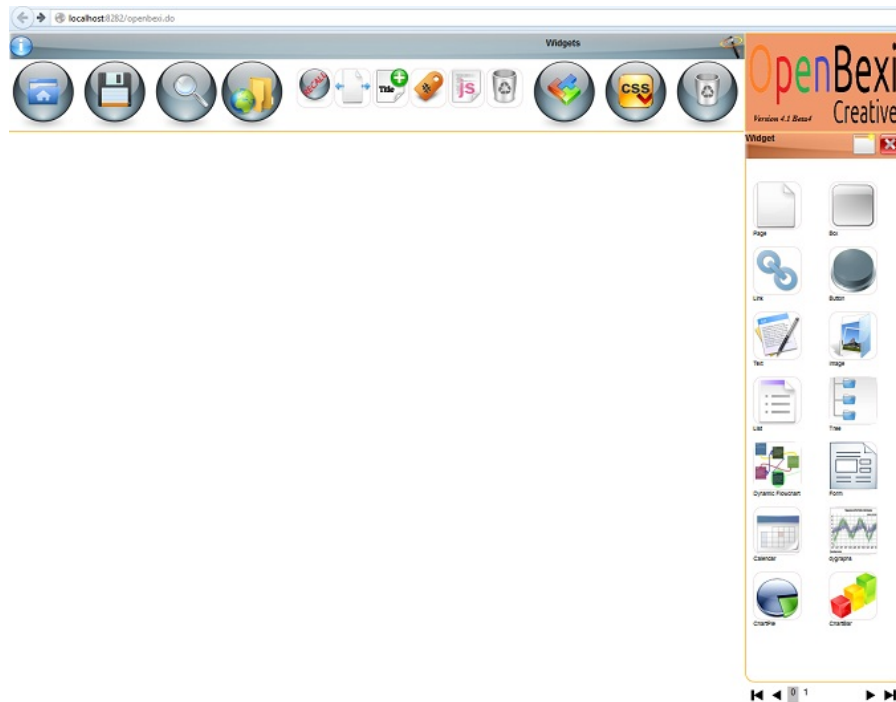 localhost:8282/openbexi.do
Widgets
RECALL
Title
js
CSS
OpenBexi
Version 4.1 Beta4
Creative
Widget
Page
Box
Link
Button
Text
Image
List
Tree
Dynamic Flowchart
Form
Calendar
dygraphs
ChartPie
ChartBar
0 1